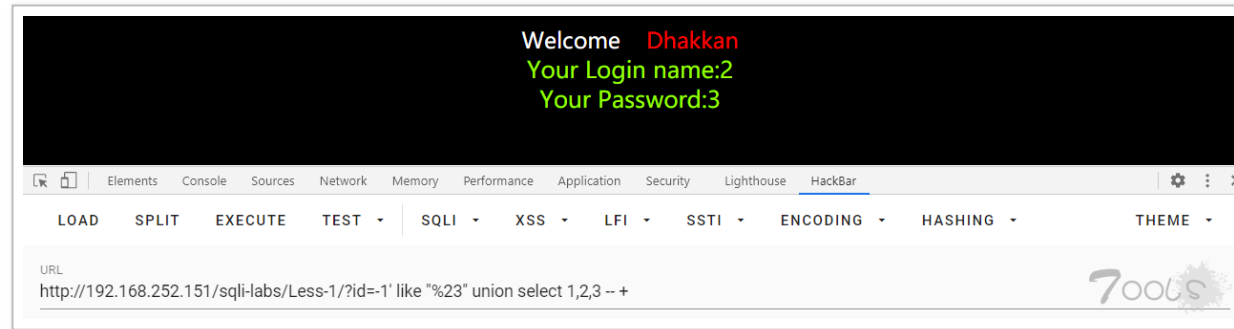 Welcome Dhakkan
Your Login name:2
Your Password:3
Elements Console Sources Network Memory Performance Application Security Lighthouse HackBar
LOAD SPLIT EXECUTE TEST SQLI XSS LFI SSTI ENCODING HASHING THEME
URL
http://192.168.252.151/sqli-labs/Less-1/?id=-1' like "%23" union select 1,2,3 -- +
7ools